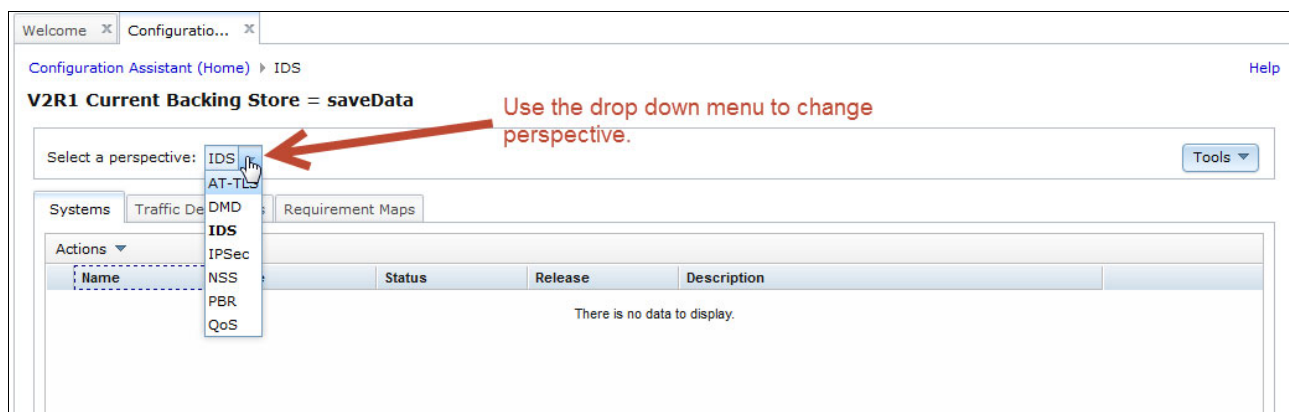 Welcome x Configuratio... x
Configuration Assistant (Home) IDS Help
V2R1 Current Backing Store = saveData
Use the drop down menu to change
perspective.
Select a perspective: IDS Tools
AT-TLS
DMD
IDS
IPSec
NSS
PBR
QoS
Systems Traffic De Requirement Maps
Actions
Name Status Release Description
There is no data to display.